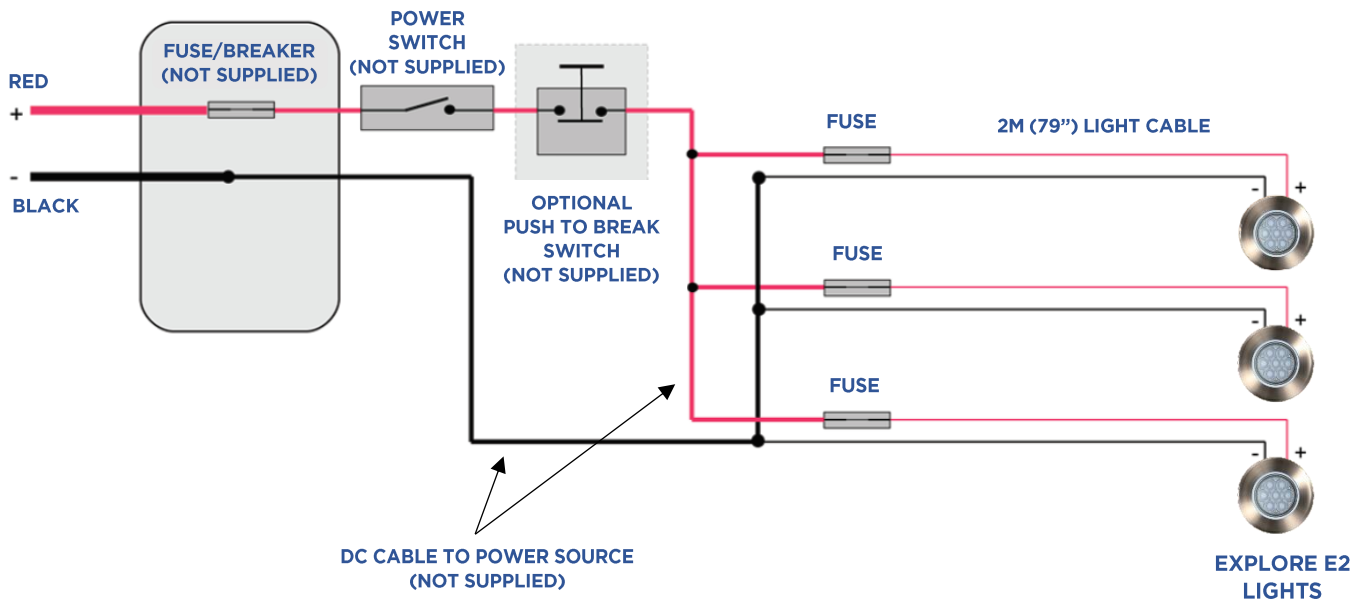 POWER
SWITCH
(NOT SUPPLIED)
FUSE/BREAKER
(NOT SUPPLIED)
RED
+
-
BLACK
OPTIONAL
PUSH TO BREAK
SWITCH
(NOT SUPPLIED)
FUSE
2M (79”) LIGHT CABLE
- +
FUSE
- +
FUSE
- +
DC CABLE TO POWER SOURCE
(NOT SUPPLIED)
EXPLORE E2
LIGHTS